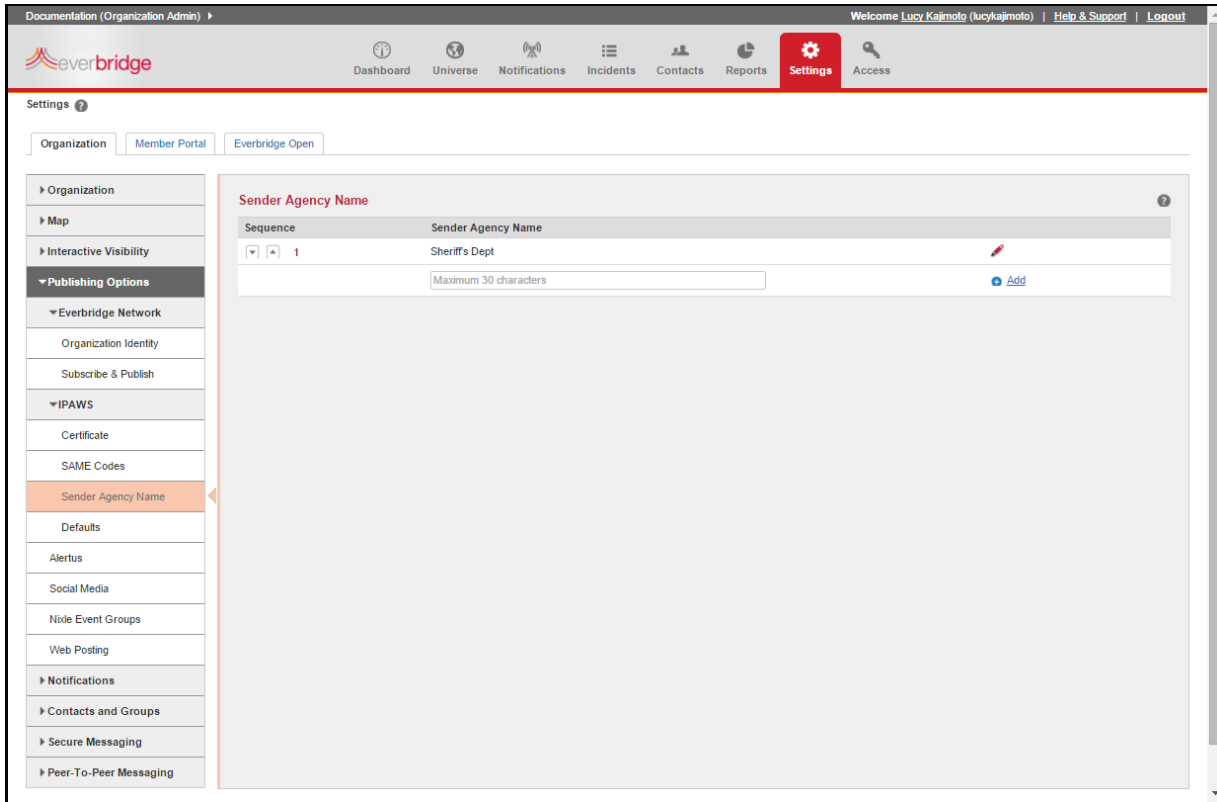 Documentation (Organization Admin)
Welcome Lucy Kajimoto (lucykajimoto) | Help & Support | Logout
everbridge
Dashboard Universe Notifications Incidents Contacts Reports Settings Access
Settings ?
Organization Member Portal Everbridge Open
Organization
Map
Interactive Visibility
Publishing Options
Everbridge Network
Organization Identity
Subscribe & Publish
IPAWS
Certificate
SAME Codes
Sender Agency Name
Defaults
Alertus
Social Media
Nixle Event Groups
Web Posting
Notifications
Contacts and Groups
Secure Messaging
Peer-To-Peer Messaging
Sender Agency Name ?
Sequence Sender Agency Name
1 Sheriff's Dept
Maximum 30 characters Add